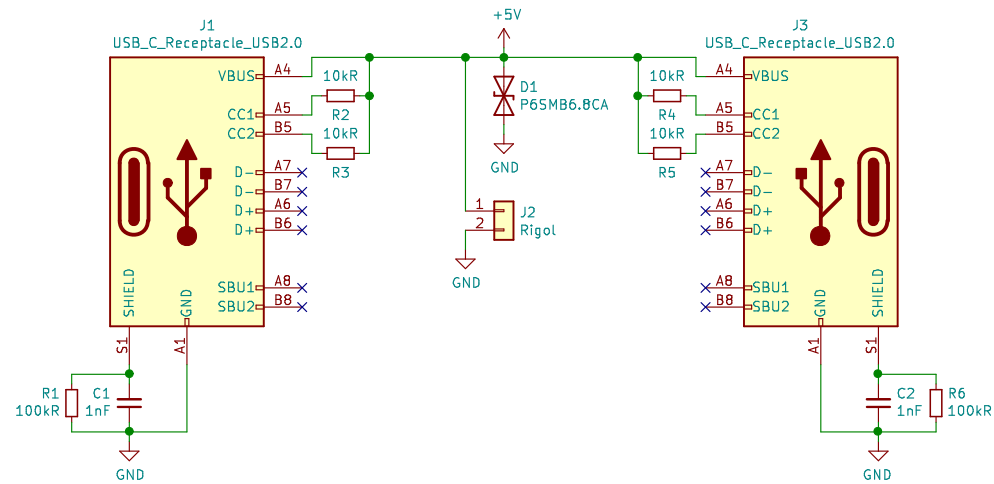 +5V
J1
USB_C_Receptacle_USB2.0
VBUS
A4
CC1
A5
CC2
B5
D-
A7
D-
B7
D+
A6
D+
B6
SBU1
A8
SBU2
B8
SHIELD
GND
S1
A1
10kR
R2
10kR
R3
R1
100kR
C1
1nF
GND
D1
P6SMB6.8CA
GND
1
2
J2
Rigol
GND
J3
USB_C_Receptacle_USB2.0
10kR
R4
10kR
R5
A4
VBUS
A5
CC1
B5
CC2
A7
D-
B7
D-
A6
D+
B6
D+
A8
SBU1
B8
SBU2
GND
SHIELD
A1
S1
C2
1nF
R6
100kR
GND